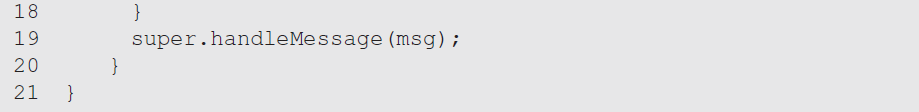 18        }
19        super.handleMessage(msg);
20      }
21  }